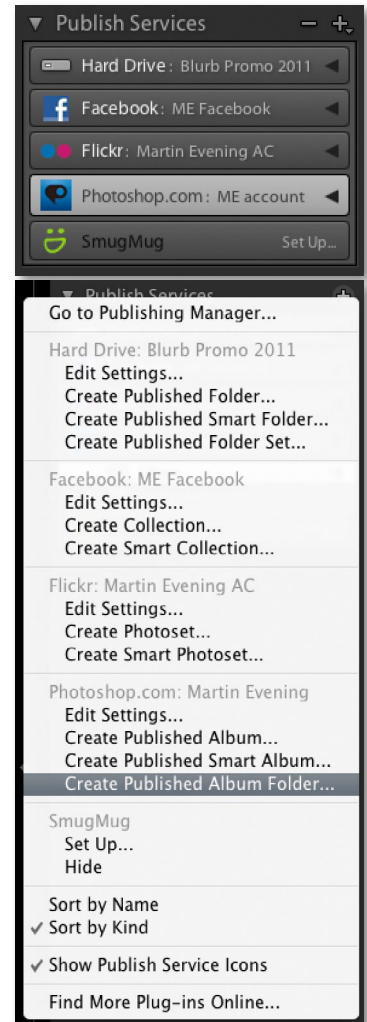 Publish Services
Hard Drive: Blurb Promo 2011
Facebook: ME Facebook
Flickr: Martin Evening AC
Photoshop.com: ME account
SmugMug Set Up...
Publish Services
Go to Publishing Manager...
Hard Drive: Blurb Promo 2011
Edit Settings...
Create Published Folder...
Create Published Smart Folder...
Create Published Folder Set...
Facebook: ME Facebook
Edit Settings...
Create Collection...
Create Smart Collection...
Flickr: Martin Evening AC
Edit Settings...
Create Photoset...
Create Smart Photoset...
Photoshop.com: Martin Evening
Edit Settings...
Create Published Album...
Create Published Smart Album...
Create Published Album Folder...
SmugMug
Set Up...
Hide
Sort by Name
✓ Sort by Kind
✓ Show Publish Service Icons
Find More Plug-ins Online...